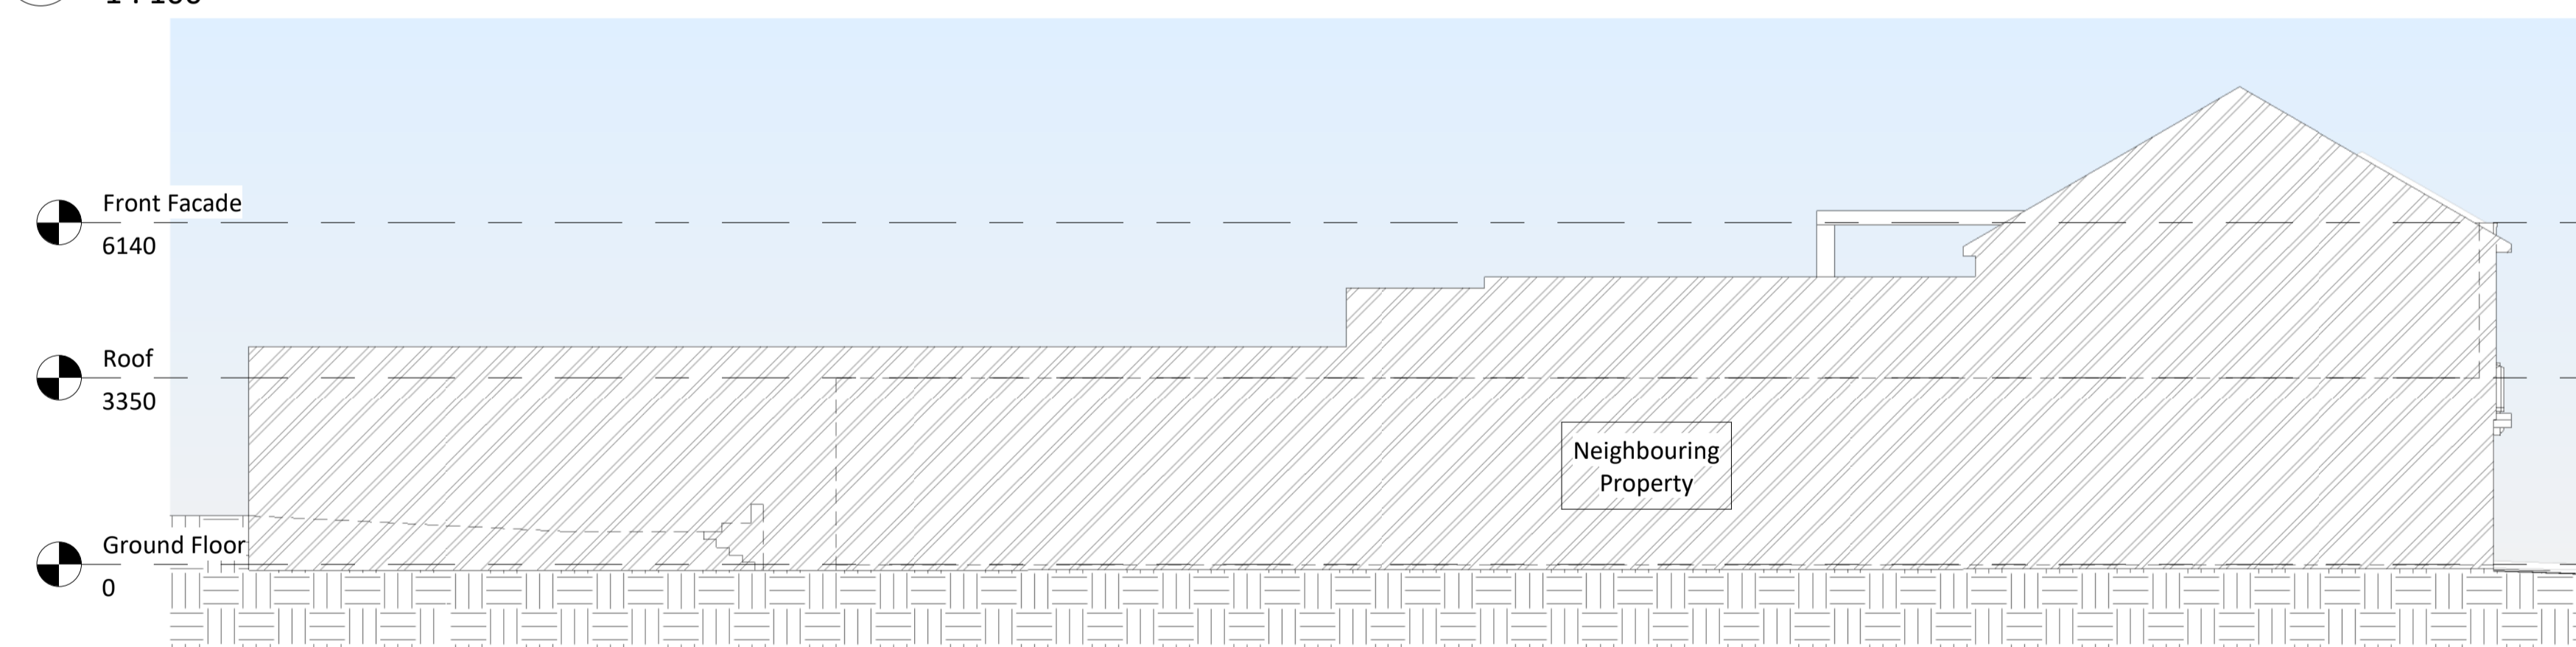 Front Facade
6140
Roof
3350
Neighbouring
Property
Ground Floor
0